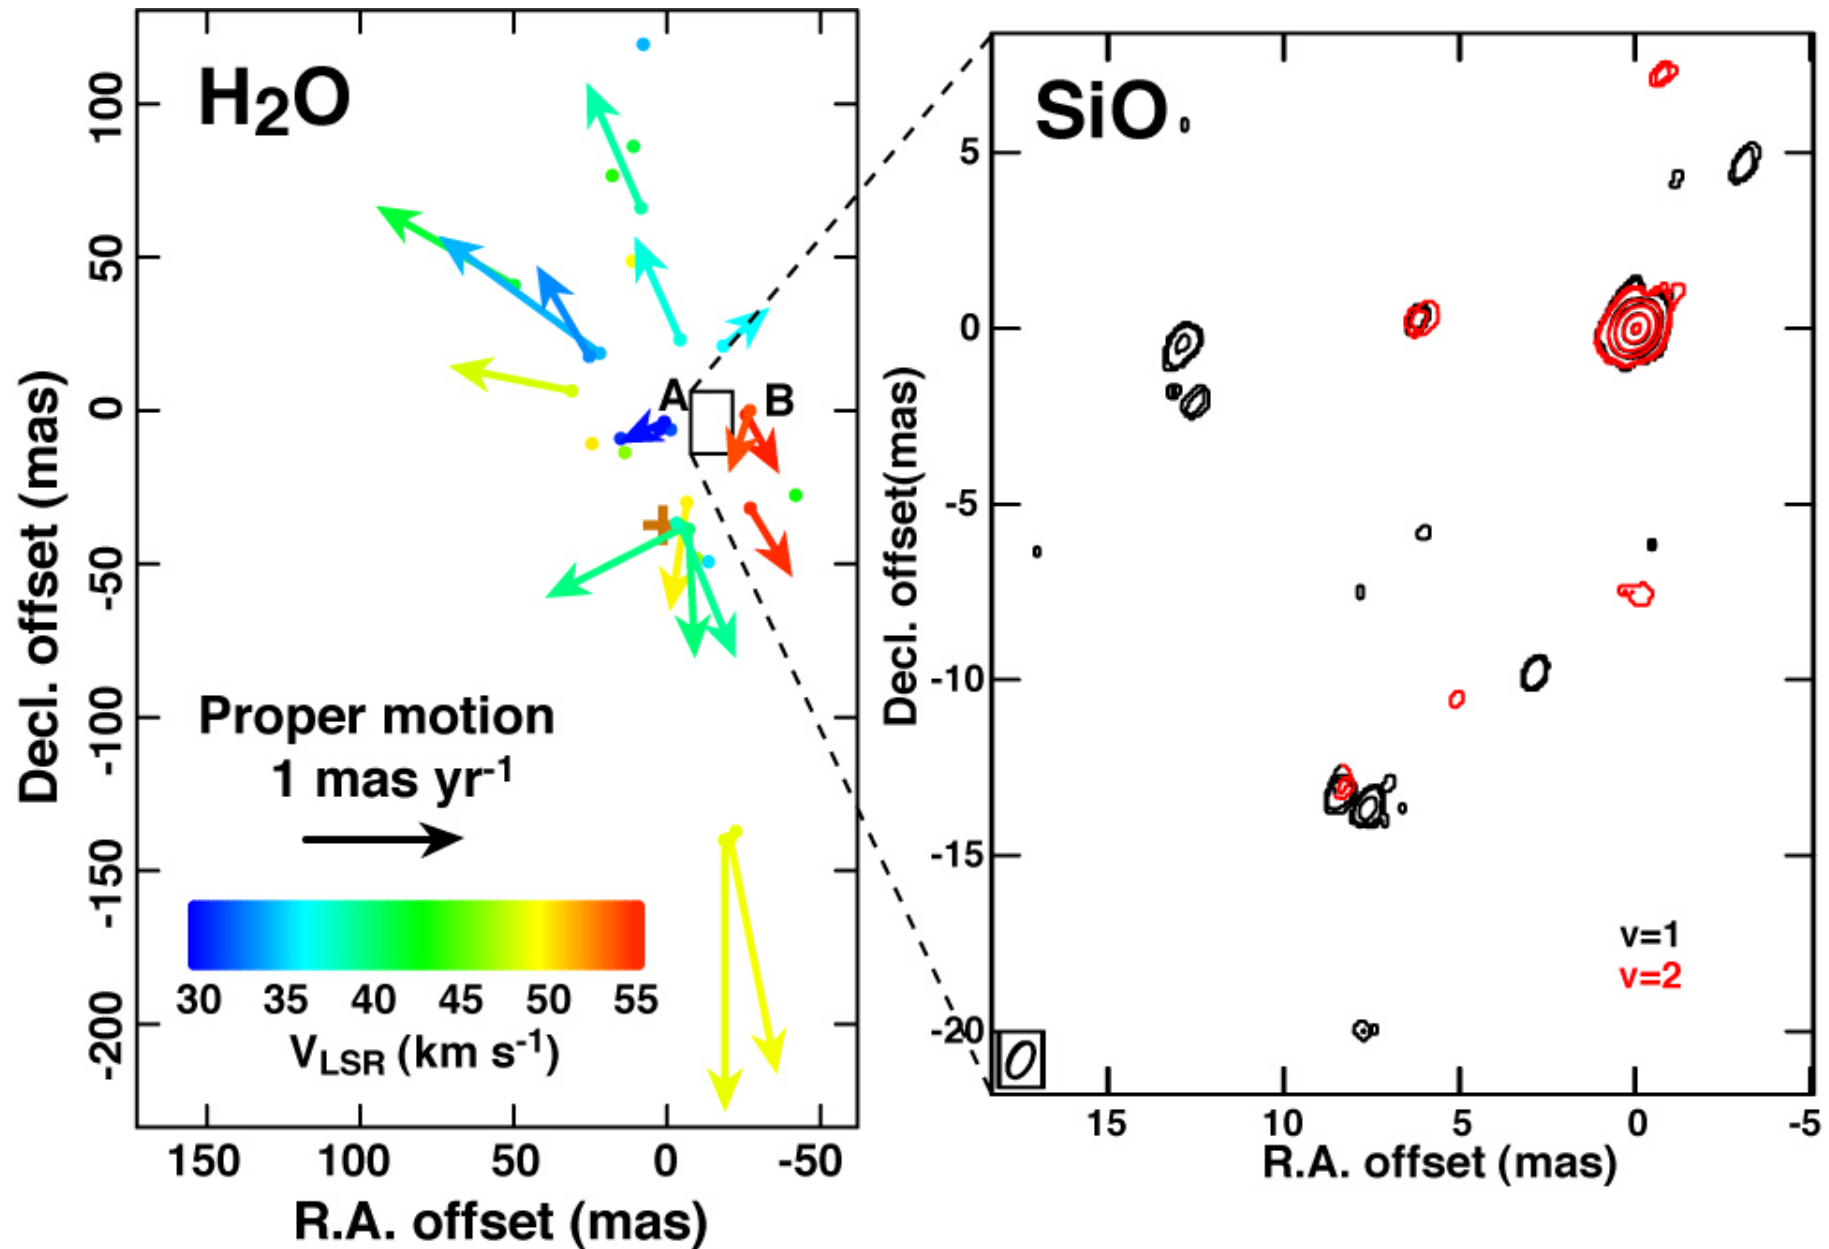 H2O
100
50
0
-50
-100
-150
-200
Decl. offset (mas)
A
B
Proper motion
1 mas yr-1
30 35 40 45 50 55
VLSR (km s-1)
150 100 50 0 -50
R.A. offset (mas)
SiO
5
0
-5
-10
-15
-20
Decl. offset(mas)
v=1
v=2
15 10 5 0 -5
R.A. offset (mas)